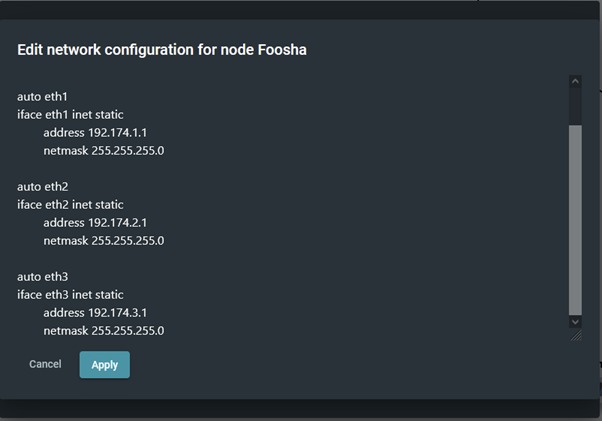 Edit network configuration for node Foosha
auto eth1
iface eth1 inet static
address 192.174.1.1
netmask 255.255.255.0
auto eth2
iface eth2 inet static
address 192.174.2.1
netmask 255.255.255.0
auto eth3
iface eth3 inet static
address 192.174.3.1
netmask 255.255.255.0
Cancel
Apply